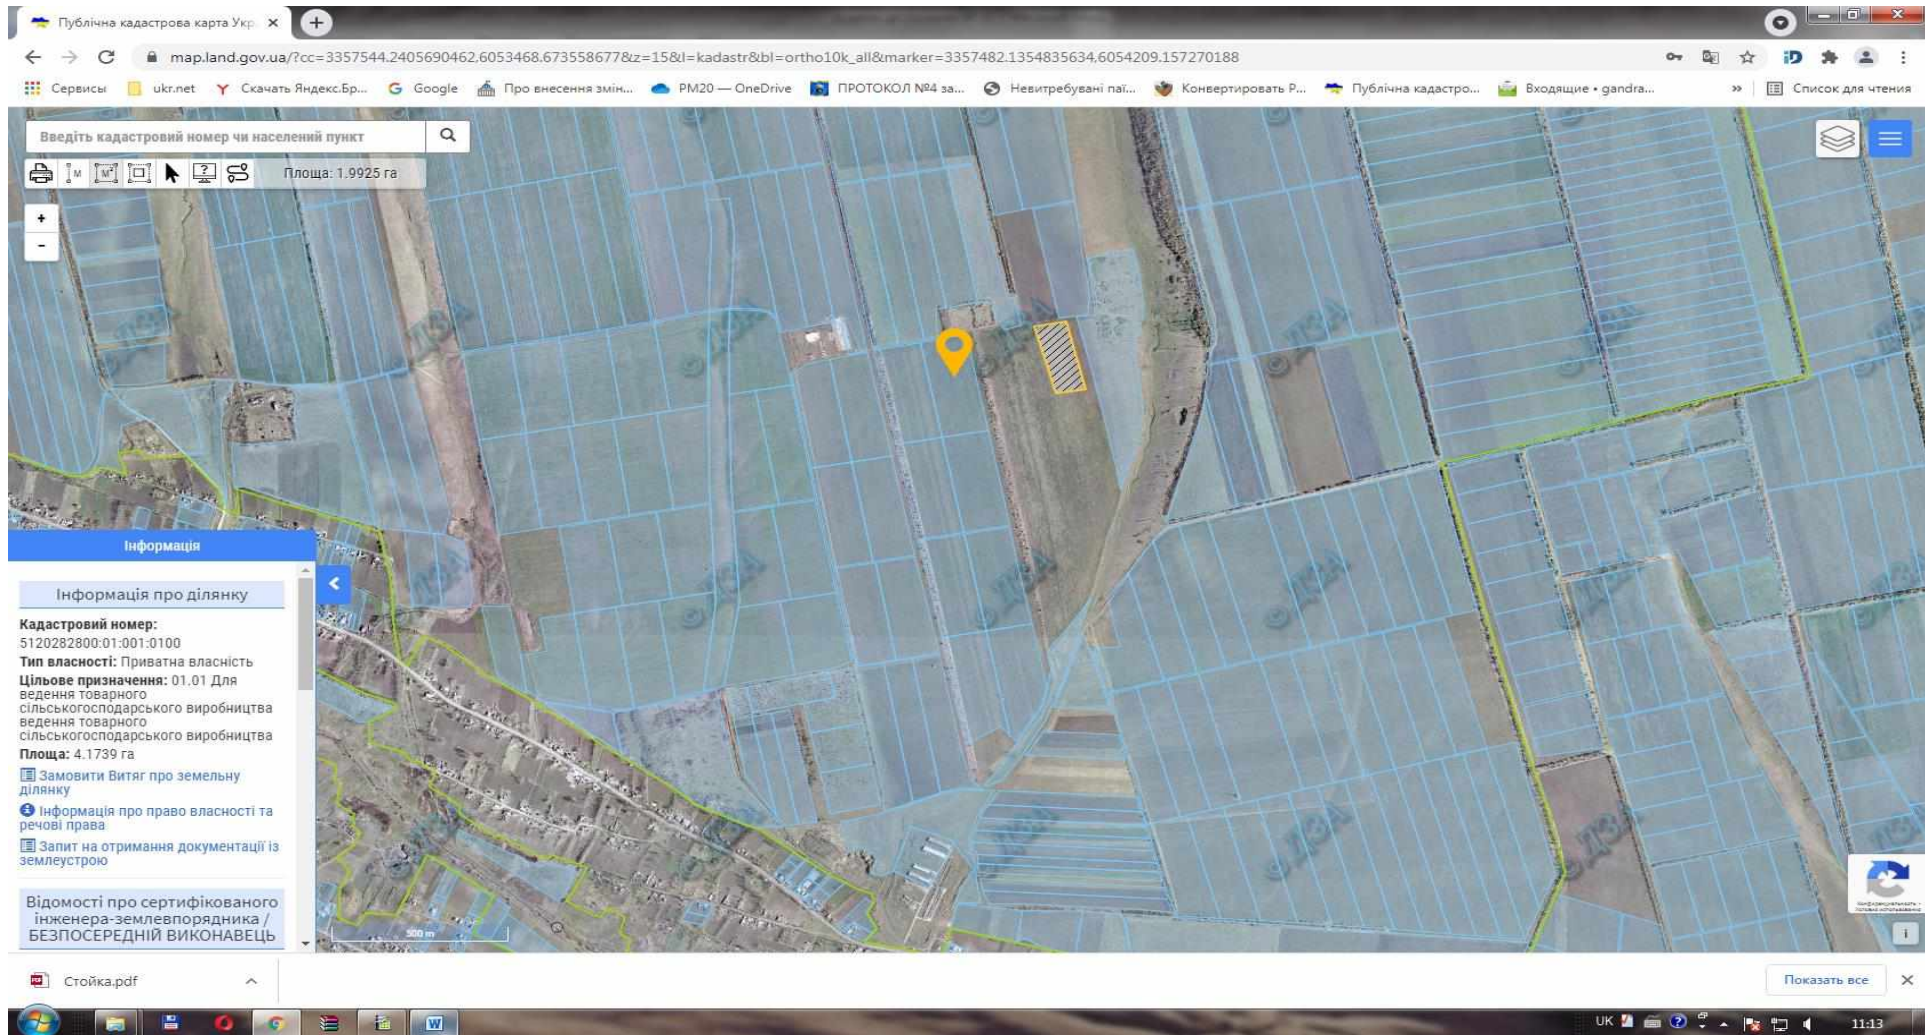 Публічна кадастрова карта Укр
map.land.gov.ua/?cc=3357544.2405690462,6053468.673558677&z=15&l=kadastr&bl=ortho10k_all&marker=3357482.1354835634,6054209.157270188
Сервисы ukr.net Скачать Яндекс.Бр... Google Про внесення змін... PM20 — OneDrive ПРОТОКОЛ №4 за... Невитребувані паї... Конвертировать P... Публічна кадастро... Входящие • gandra... » Список для чтения
Введіть кадастровий номер чи населений пункт
М М² Площа: 1.9925 га
+
−
© ДЗА
Інформація
Інформація про ділянку
Кадастровий номер:
5120282800:01:001:0100
Тип власності: Приватна власність
Цільове призначення: 01.01 Для
ведення товарного
сільськогосподарського виробництва
ведення товарного
сільськогосподарського виробництва
Площа: 4.1739 га
Замовити Витяг про земельну
ділянку
Інформація про право власності та
речові права
Запит на отримання документації із
землеустрою
Відомості про сертифікованого
інженера-землевпорядника /
БЕЗПОСЕРЕДНІЙ ВИКОНАВЕЦЬ
500 m
Стойка.pdf
Показать все
UK 11:13